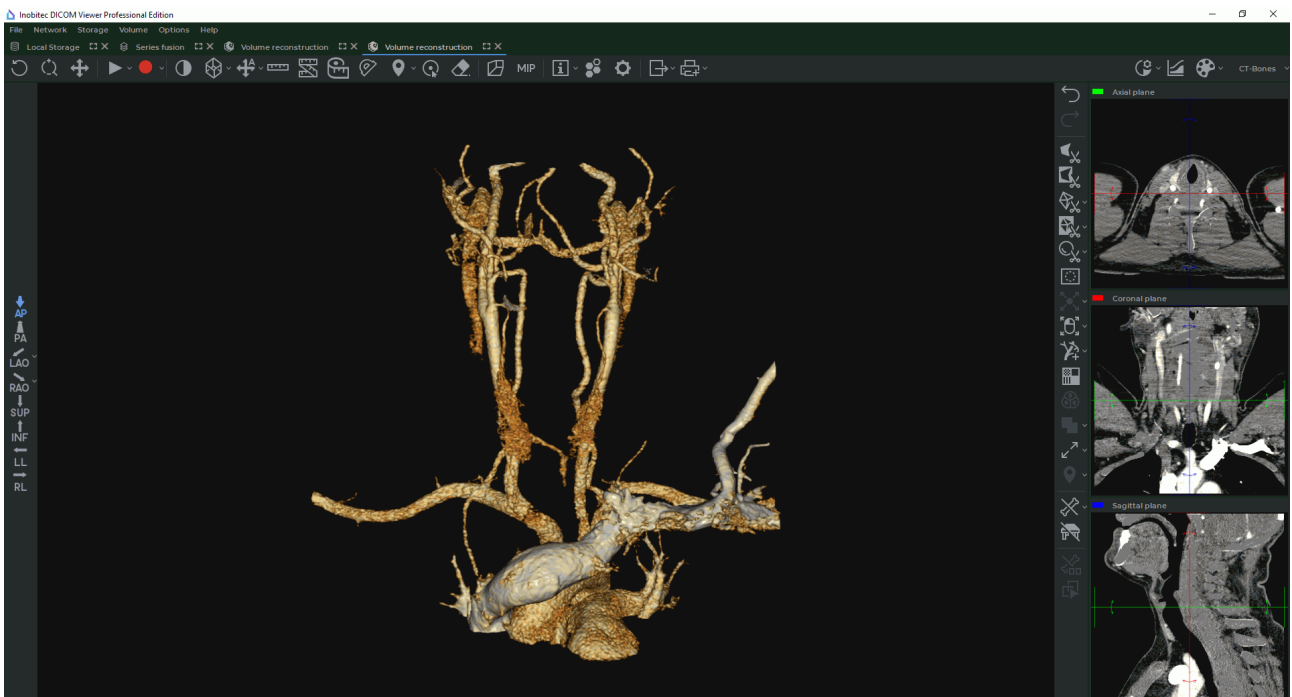 Inobitec DICOM Viewer Professional Edition
File Network Storage Volume Options Help
Local Storage Series fusion Volume reconstruction Volume reconstruction
MIP CT-Bones
Axial plane
Coronal plane
Sagittal plane
AP
PA
LAO
RAO
SUP
INF
LL
RL